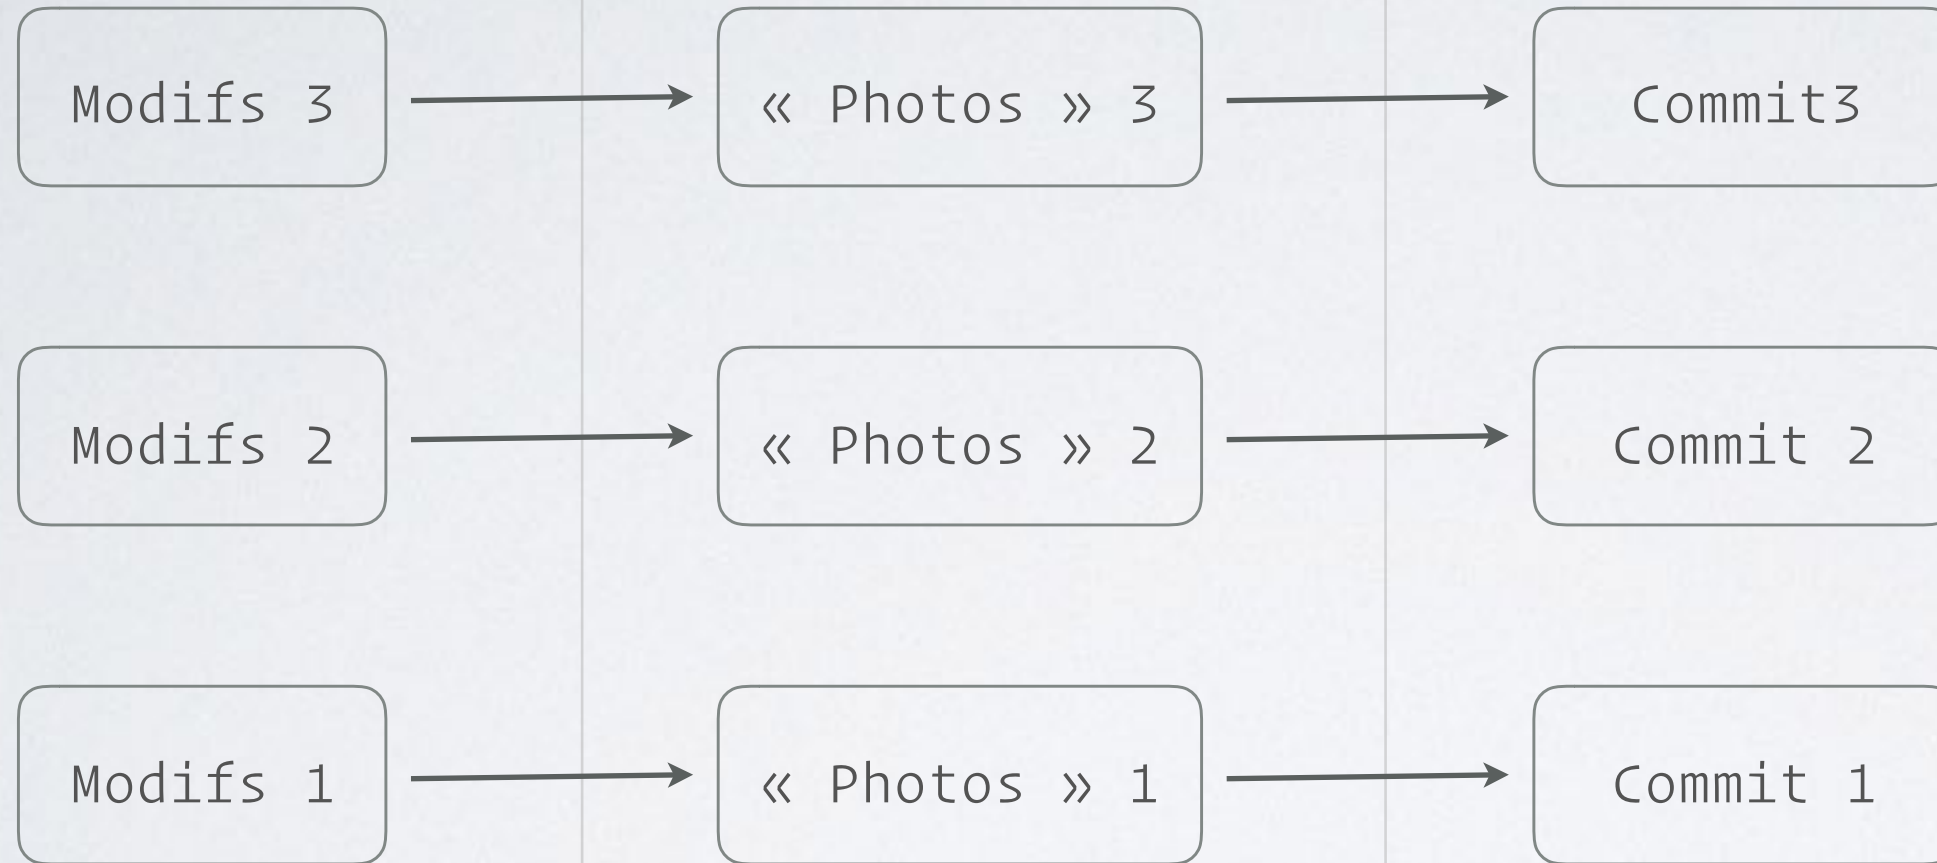 Modifs 3
« Photos » 3
Commit3
Modifs 2
« Photos » 2
Commit 2
Modifs 1
« Photos » 1
Commit 1